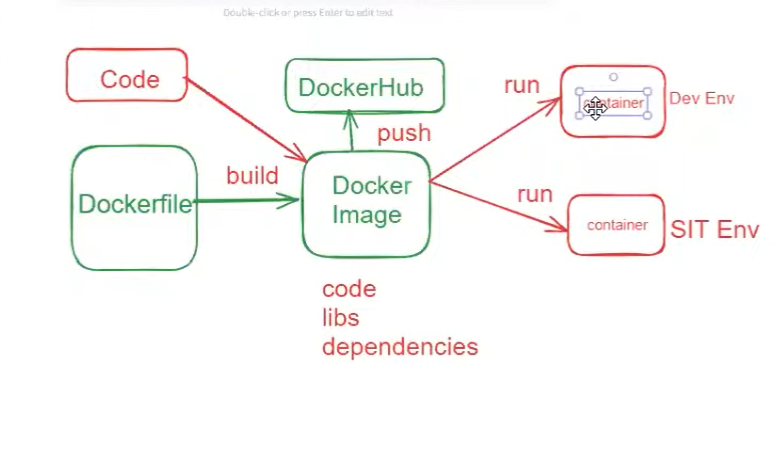 Double-click or press Enter to edit text
Code
DockerHub
run
container
Dev Env
push
build
Dockerfile
Docker
Image
run
container
SIT Env
code
libs
dependencies